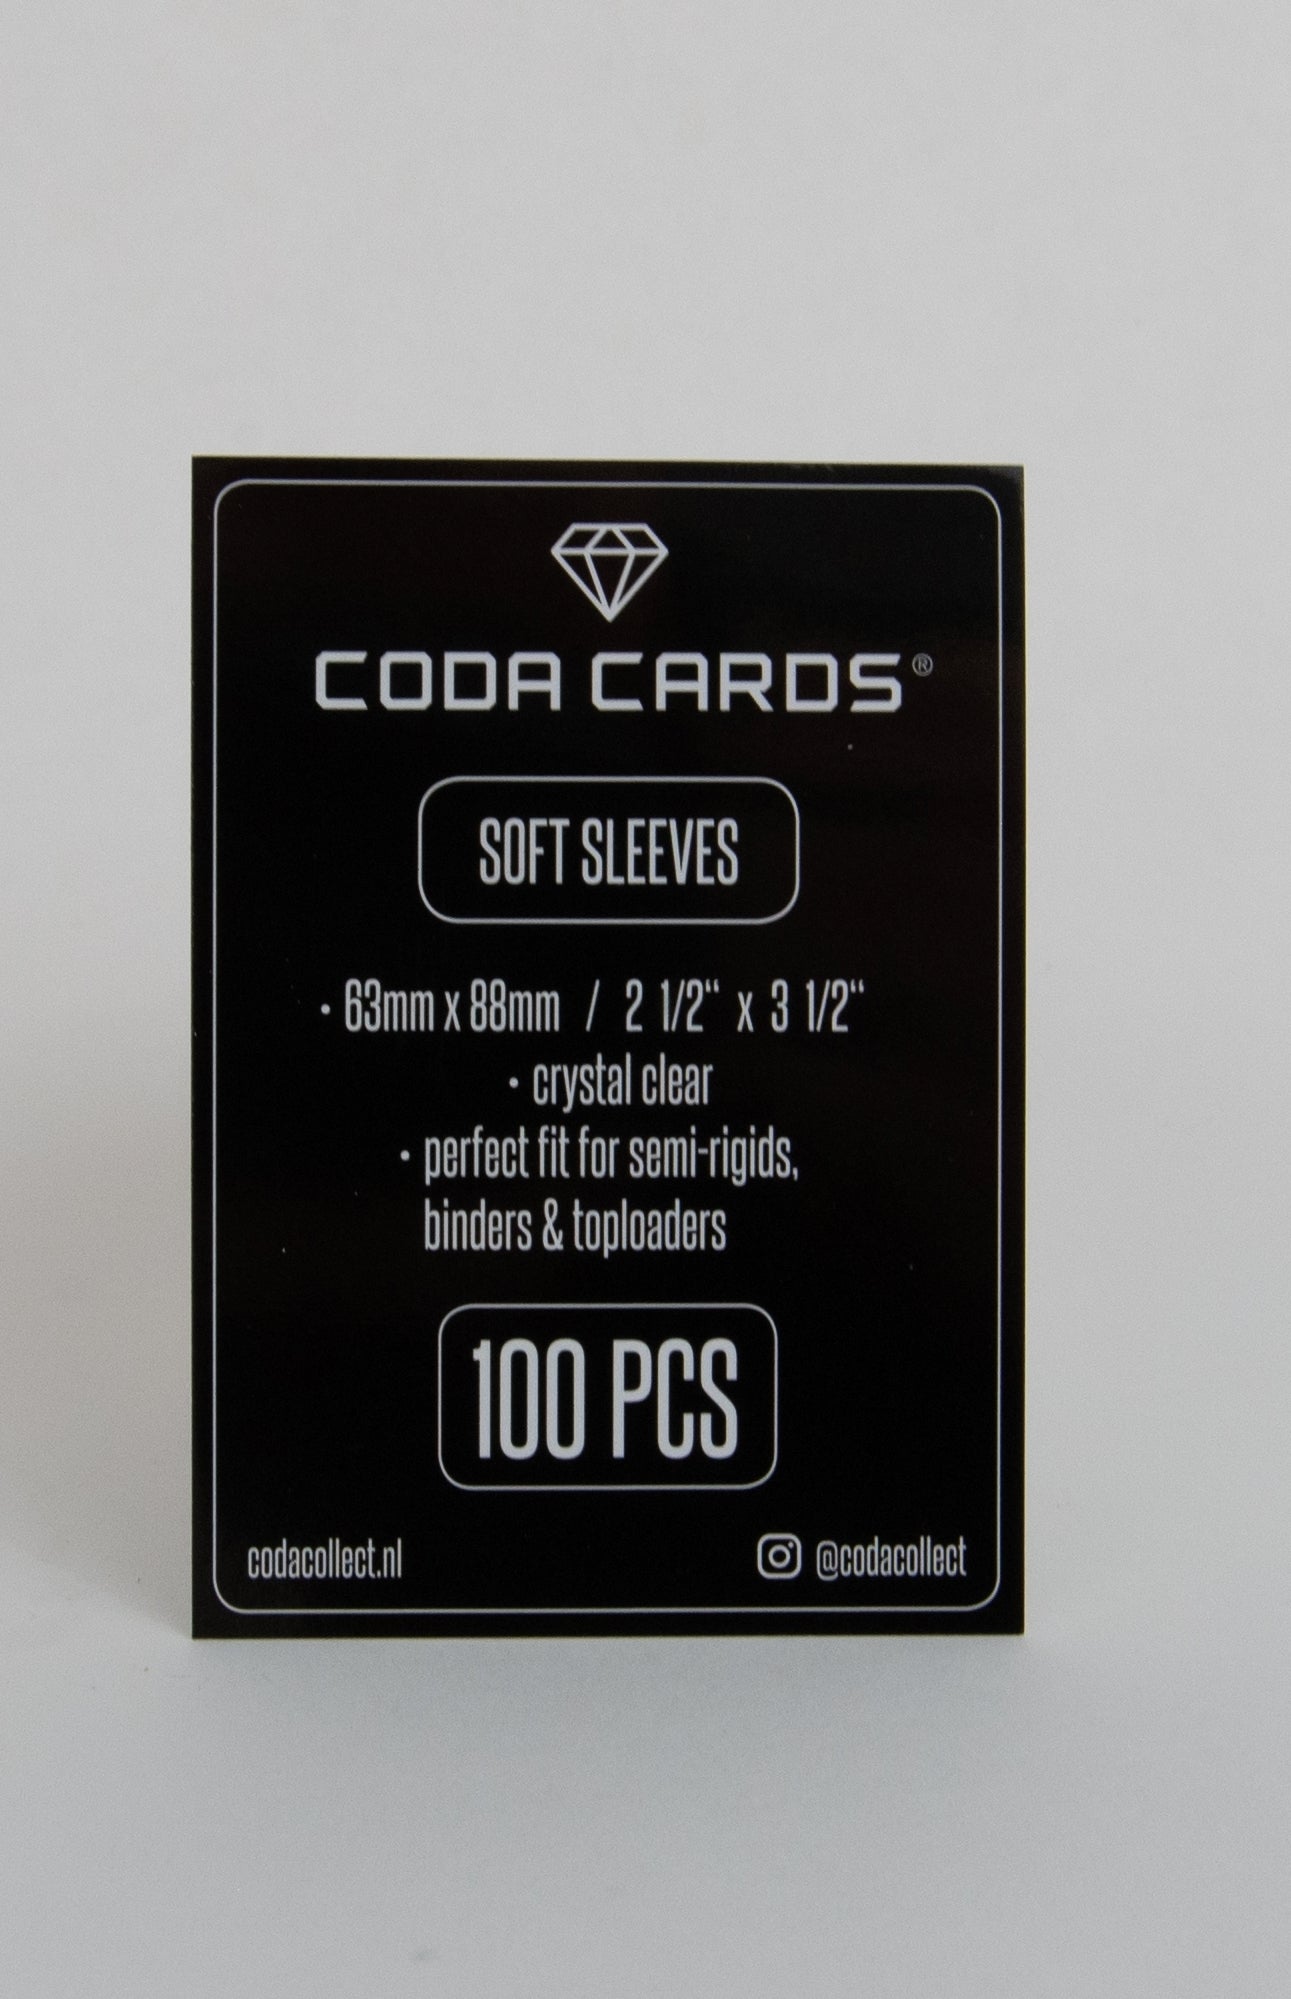 CODA CARDS®
SOFT SLEEVES
• 63mm x 88mm / 2 1/2“ x 3 1/2“
• crystal clear
• perfect fit for semi-rigids,
binders & toploaders
100 PCS
codacollect.nl
@codacollect